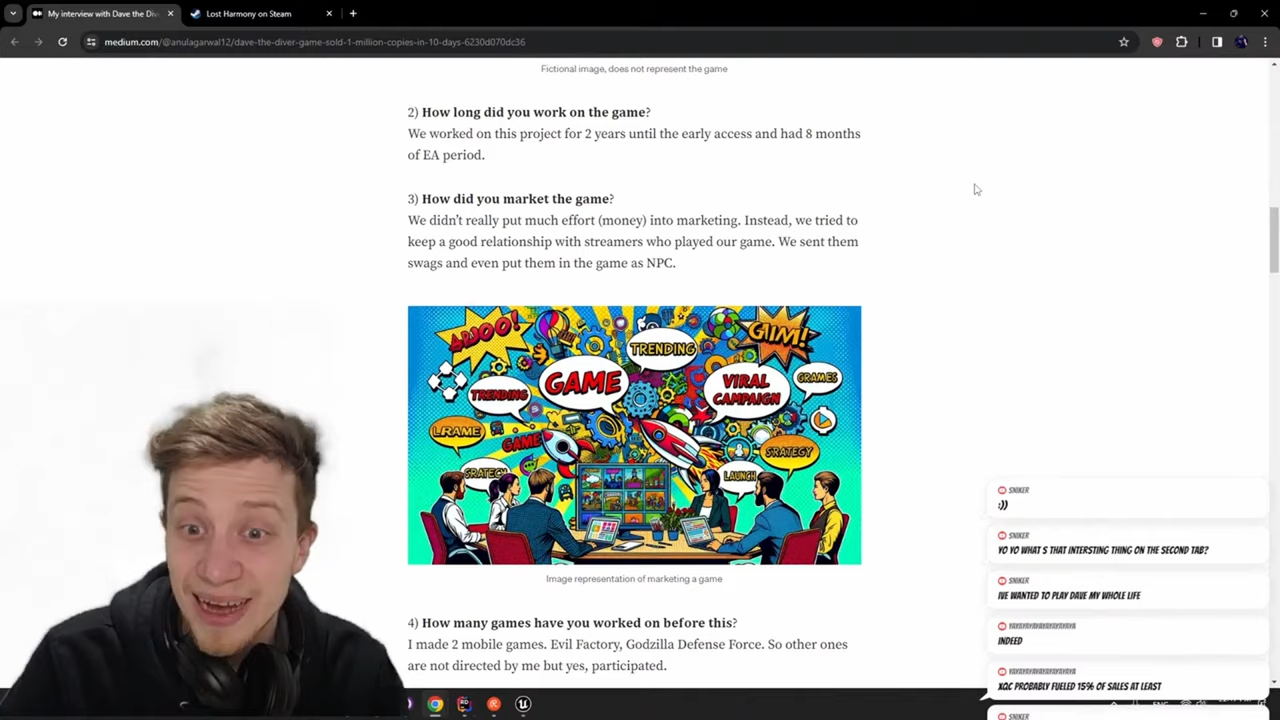 My interview with Dave the Div
Lost Harmony on Steam
medium.com/@anulagarwal12/dave-the-diver-game-sold-1-million-copies-in-10-days-6230d070dc36
Fictional image, does not represent the game
2) How long did you work on the game?
We worked on this project for 2 years until the early access and had 8 months
of EA period.
3) How did you market the game?
We didn't really put much effort (money) into marketing. Instead, we tried to
keep a good relationship with streamers who played our game. We sent them
swags and even put them in the game as NPC.
TRENDING
GAME
VIRAL
CAMPAIGN
GRAMES
TRENDING
LRAME
GAME
SRATEGY
LAUNCH
Image representation of marketing a game
4) How many games have you worked on before this?
I made 2 mobile games. Evil Factory, Godzilla Defense Force. So other ones
are not directed by me but yes, participated.
SNIKER
:))
SNIKER
YO YO WHAT S THAT INTERSTING THING ON THE SECOND TAB?
SNIKER
IVE WANTED TO PLAY DAVE MY WHOLE LIFE
YAYAYAYAYAYAYAYAYA
INDEED
YAYAYAYAYAYAYAYAYA
XQC PROBABLY FUELED 15% OF SALES AT LEAST
SNIKER
ENG